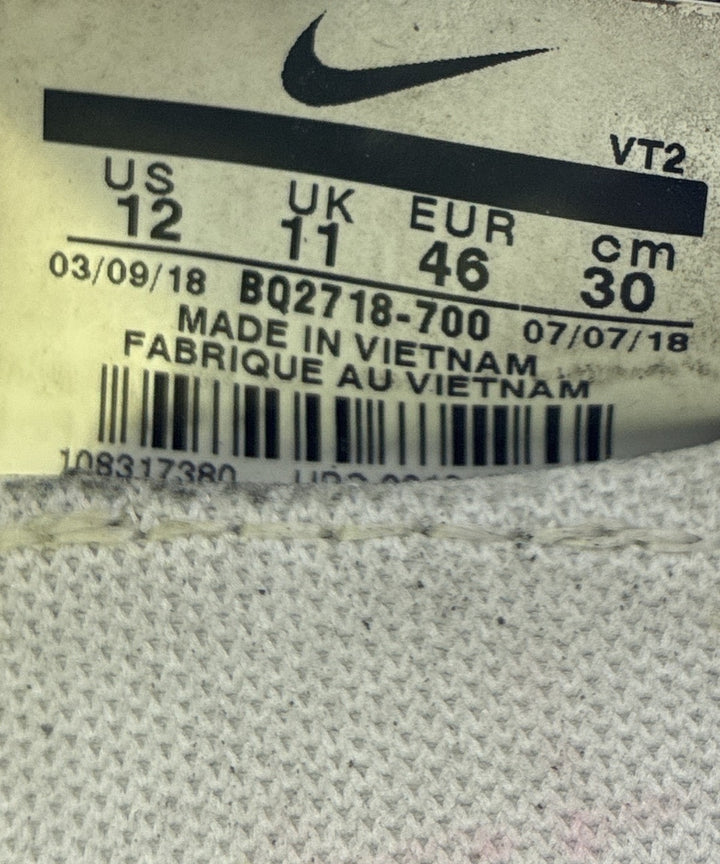 VT2
US UK EUR cm
12 11 46 30
03/09/18 BQ2718-700 07/07/18
MADE IN VIETNAM
FABRIQUE AU VIETNAM
108317380